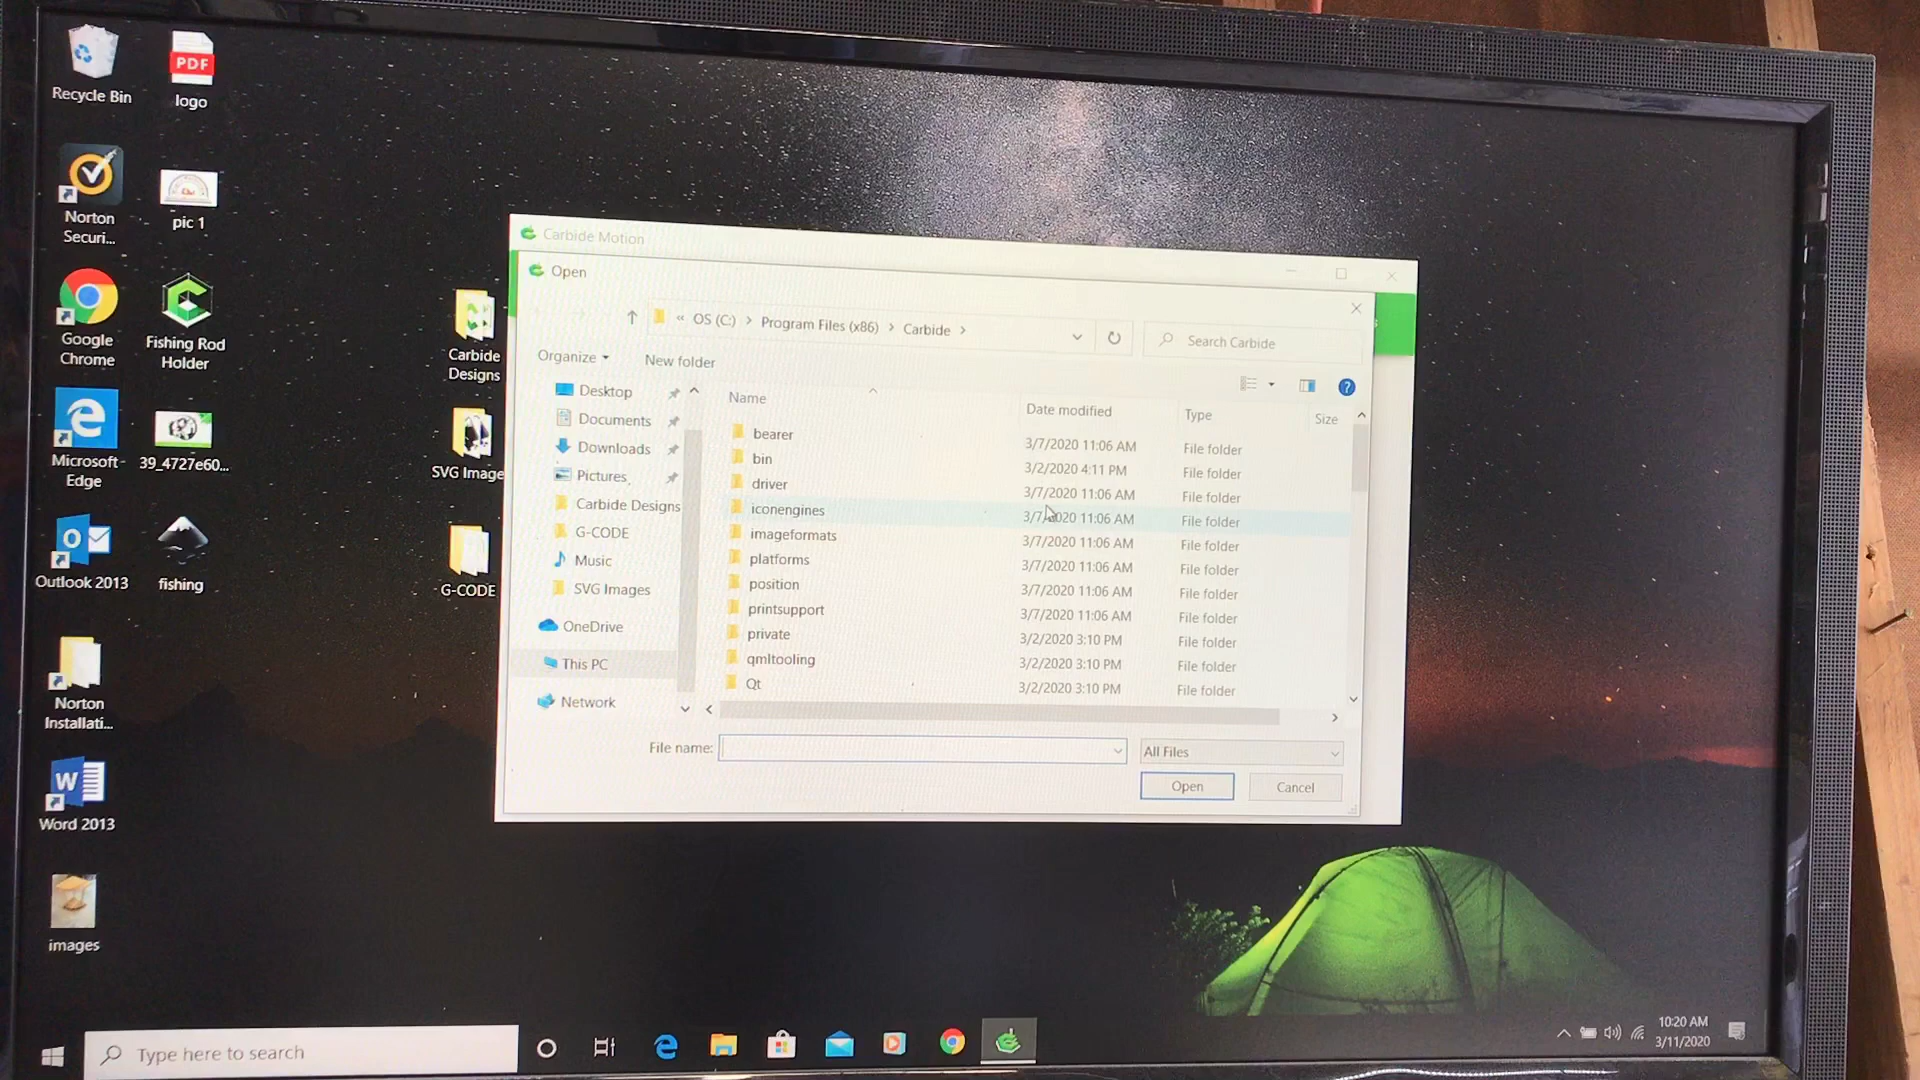 Recycle Bin
PDF
logo
Norton
Securi...
pic 1
Google
Chrome
Fishing Rod
Holder
Microsoft
Edge
39_4727e60...
Outlook 2013
fishing
Norton
Installati...
Word 2013
images
Carbide
Designs
SVG Image
G-CODE
Carbide Motion
Open
« OS (C:) > Program Files (x86) > Carbide >
Search Carbide
Organize
New folder
Desktop
Documents
Downloads
Pictures
Carbide Designs
G-CODE
Music
SVG Images
OneDrive
This PC
Network
Name Date modified Type Size
bearer 3/7/2020 11:06 AM File folder
bin 3/2/2020 4:11 PM File folder
driver 3/7/2020 11:06 AM File folder
iconengines 3/7/2020 11:06 AM File folder
imageformats 3/7/2020 11:06 AM File folder
platforms 3/7/2020 11:06 AM File folder
position 3/7/2020 11:06 AM File folder
printsupport 3/7/2020 11:06 AM File folder
private 3/2/2020 3:10 PM File folder
qmltooling 3/2/2020 3:10 PM File folder
Qt 3/2/2020 3:10 PM File folder
File name:
All Files
Open
Cancel
Type here to search
10:20 AM
3/11/2020